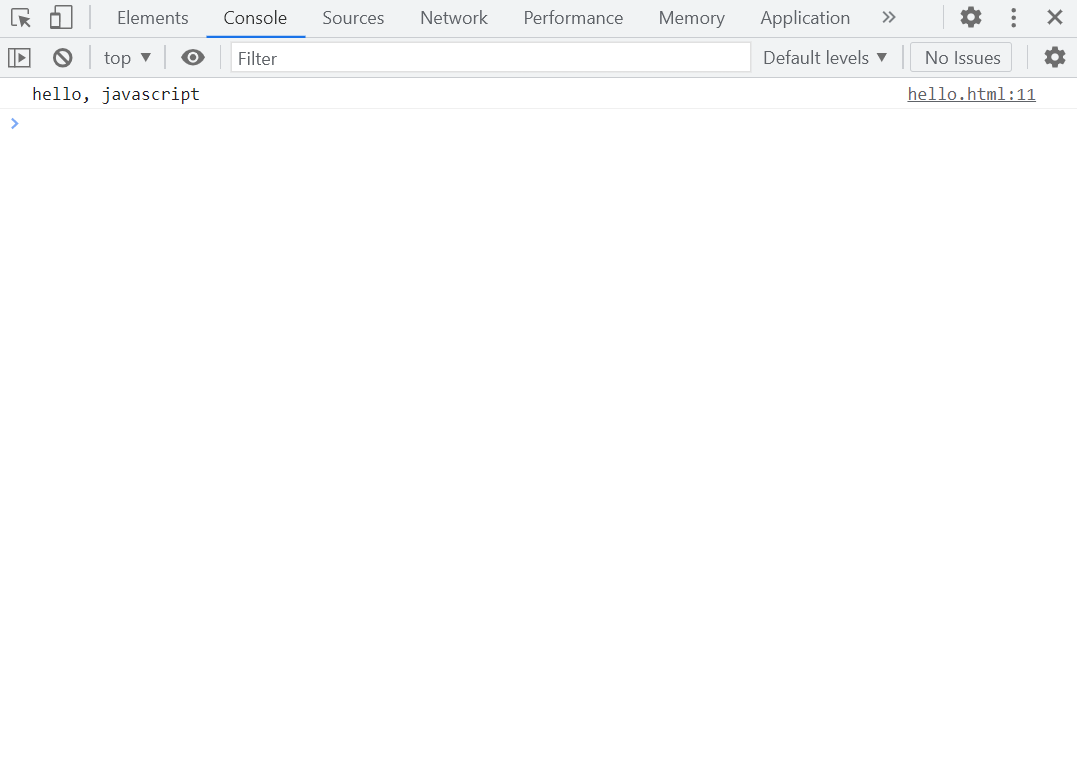 Elements Console Sources Network Performance Memory Application
top Filter Default levels No Issues
hello, javascript hello.html:11